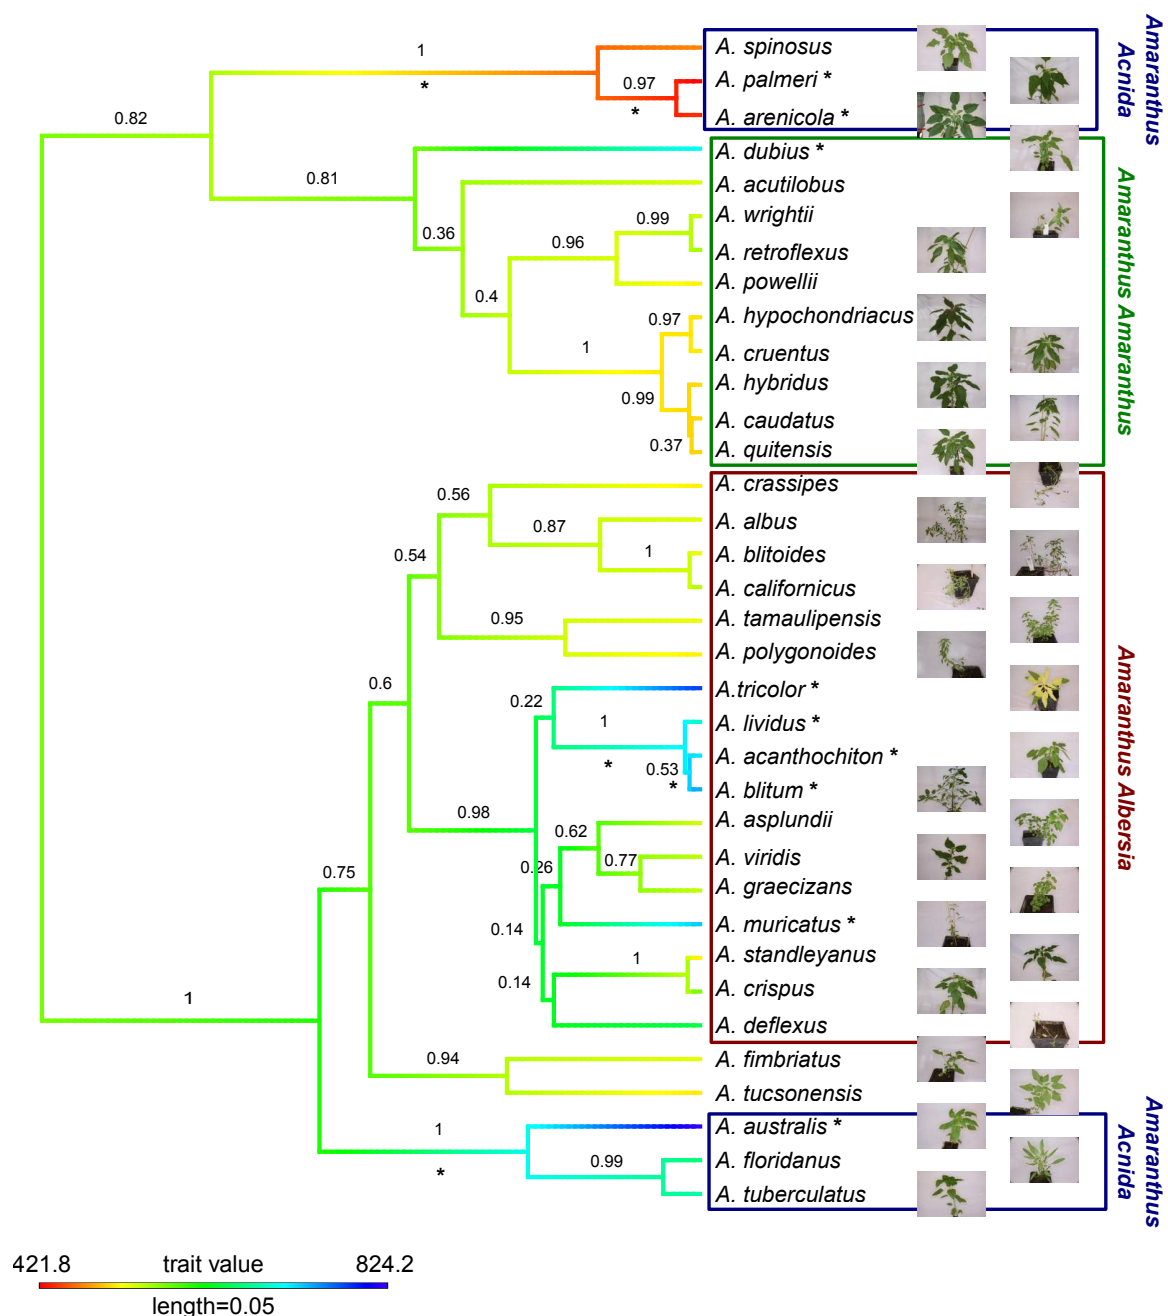 1
A. spinosus
*
0.97
A. palmeri *
*
A. arenicola *
Amaranthus
Acnida
0.82
A. dubius *
0.81
A. acutilobus
0.99
A. wrightii
0.36
0.96
A. retroflexus
A. powellii
0.4
0.97
A. hypochondriacus
1
A. cruentus
A. hybridus
0.99
A. caudatus
0.37
A. quitensis
Amaranthus Amaranthus
A. crassipes
0.56
A. albus
0.87
0.54
1
A. blitoides
A. californicus
0.95
A. tamaulipensis
A. polygonoides
0.6
A.tricolor *
0.22
1
A. lividus *
*
0.53
A. acanthochiton *
*
A. blitum *
0.98
0.62
A. asplundii
0.26
0.77
A. viridis
0.75
A. graecizans
0.14
A. muricatus *
1
A. standleyanus
0.14
A. crispus
A. deflexus
Amaranthus Albersia
1
0.94
A. fimbriatus
A. tucsonensis
1
A. australis *
*
0.99
A. floridanus
A. tuberculatus
Amaranthus
Acnida
421.8 trait value 824.2
length=0.05